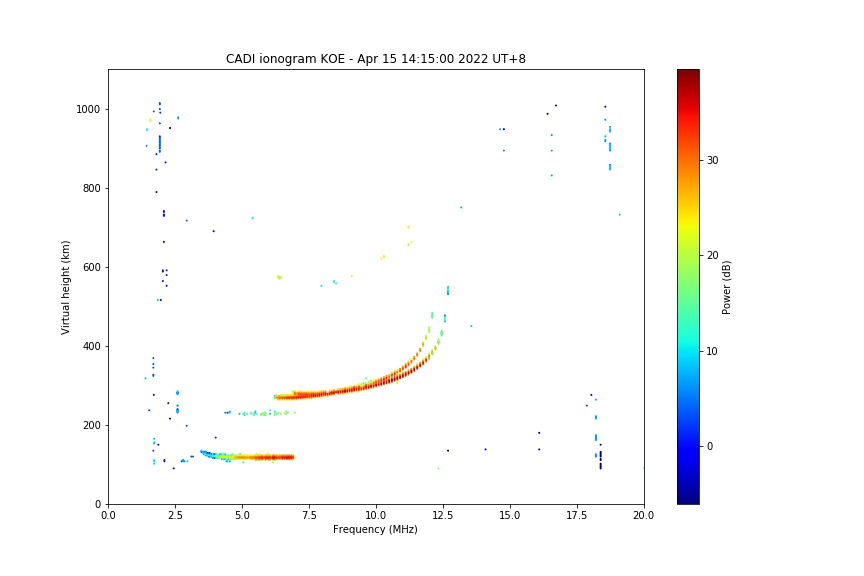 CADI ionogram KOE - Apr 15 14:15:00 2022 UT+8
Virtual height (km)
1000
800
600
400
200
0
0.0 2.5 5.0 7.5 10.0 12.5 15.0 17.5 20.0
Frequency (MHz)
30
20
10
0
Power (dB)